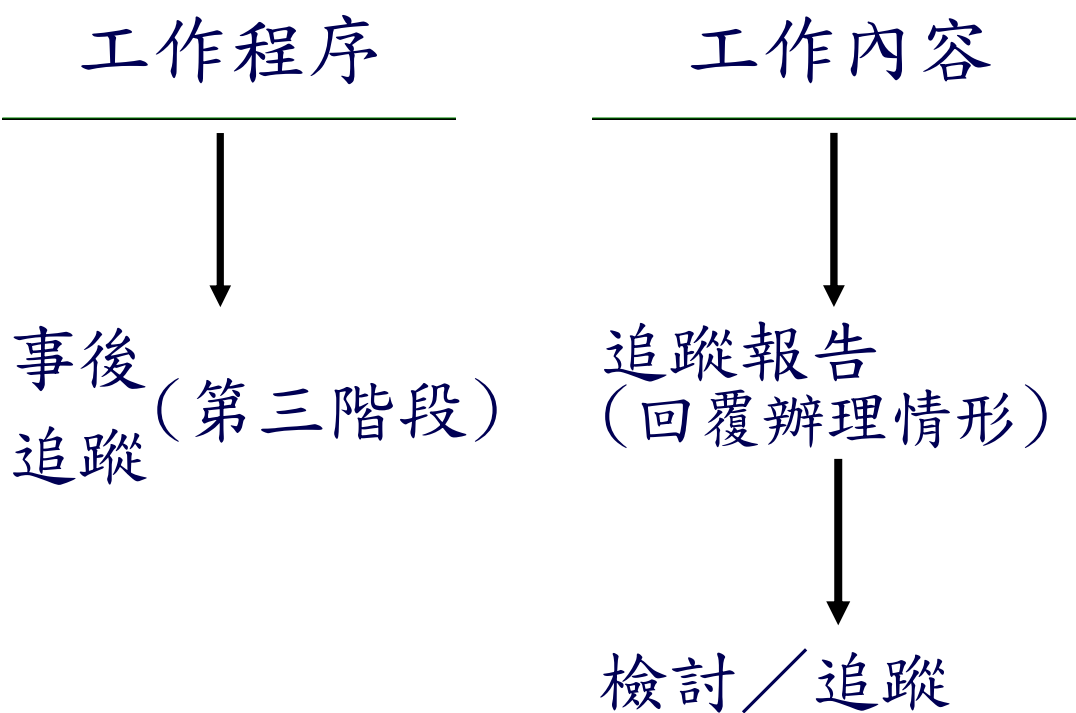 工作程序
工作內容
事後
追蹤
（第三階段）
追蹤報告
（回覆辦理情形）
檢討／追蹤